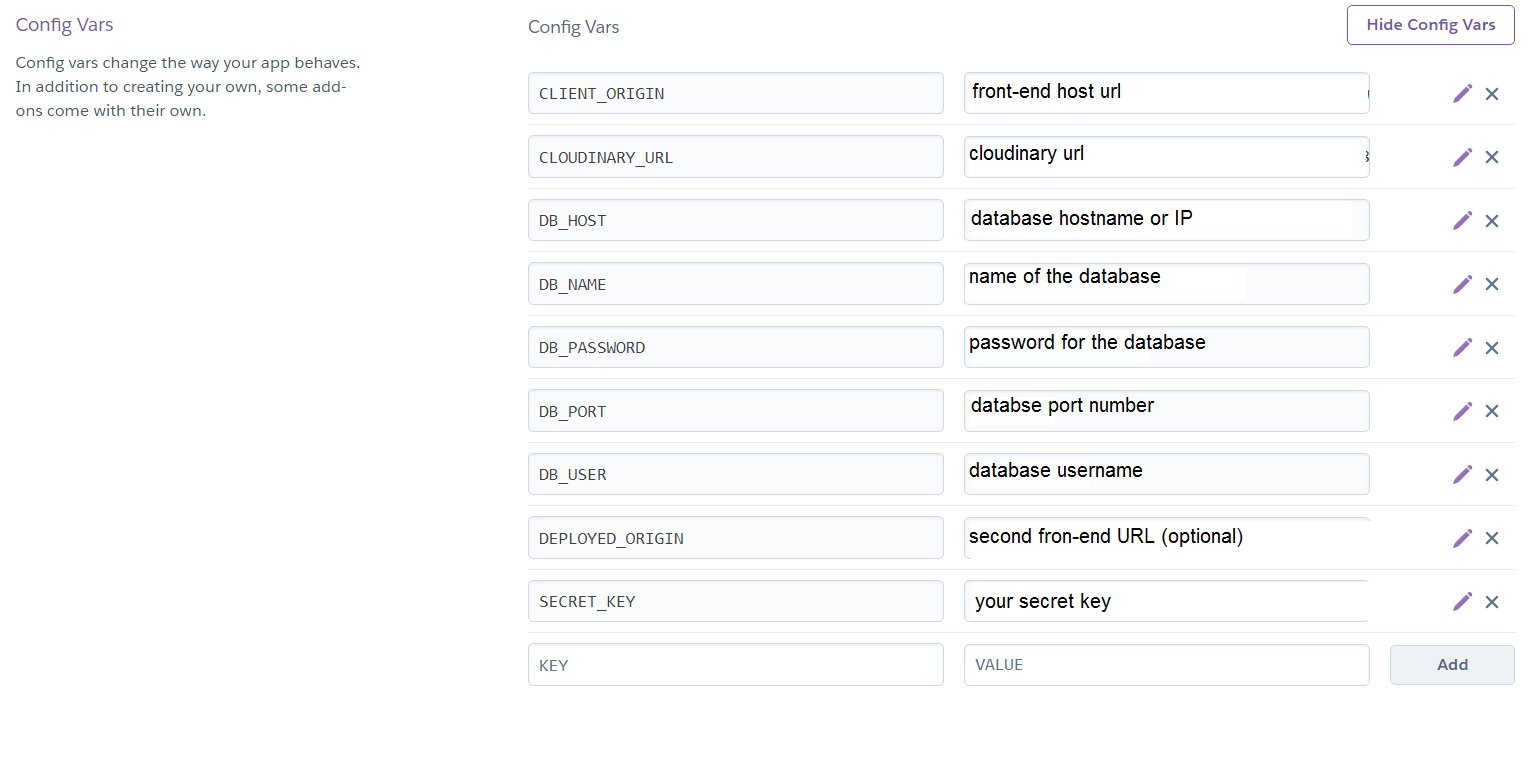 Config Vars
Config vars change the way your app behaves.
In addition to creating your own, some add-
ons come with their own.
Config Vars
Hide Config Vars
CLIENT_ORIGIN front-end host url
CLOUDINARY_URL cloudinary url
DB_HOST database hostname or IP
DB_NAME name of the database
DB_PASSWORD password for the database
DB_PORT databse port number
DB_USER database username
DEPLOYED_ORIGIN second fron-end URL (optional)
SECRET_KEY your secret key
KEY VALUE Add